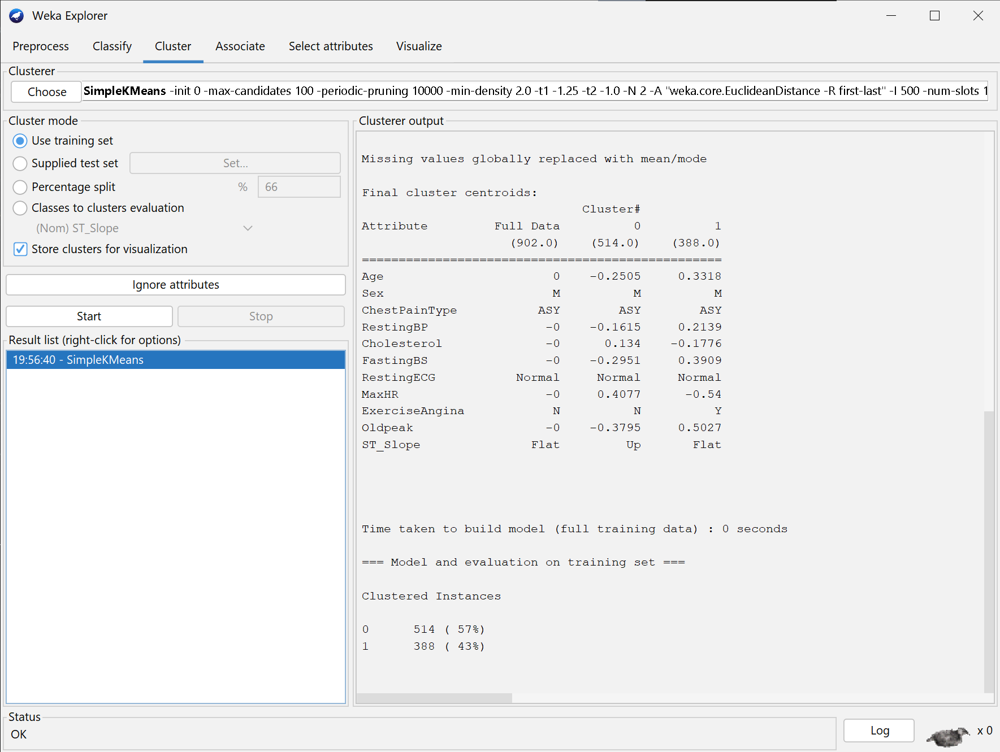 Weka Explorer
Preprocess Classify Cluster Associate Select attributes Visualize
Clusterer
Choose SimpleKMeans -init 0 -max-candidates 100 -periodic-pruning 10000 -min-density 2.0 -t1 -1.25 -t2 -1.0 -N 2 -A "weka.core.EuclideanDistance -R first-last" -I 500 -num-slots 1
Cluster mode
Use training set
Supplied test set Set...
Percentage split % 66
Classes to clusters evaluation
(Nom) ST_Slope
Store clusters for visualization
Ignore attributes
Start Stop
Result list (right-click for options)
19:56:40 - SimpleKMeans
Clusterer output
Missing values globally replaced with mean/mode
Final cluster centroids:
Cluster#
Attribute Full Data 0 1
(902.0) (514.0) (388.0)
=================================================
Age 0 -0.2505 0.3318
Sex M M M
ChestPainType ASY ASY ASY
RestingBP -0 -0.1615 0.2139
Cholesterol -0 0.134 -0.1776
FastingBS -0 -0.2951 0.3909
RestingECG Normal Normal Normal
MaxHR -0 0.4077 -0.54
ExerciseAngina N N Y
Oldpeak -0 -0.3795 0.5027
ST_Slope Flat Up Flat
Time taken to build model (full training data) : 0 seconds
=== Model and evaluation on training set ===
Clustered Instances
0 514 ( 57%)
1 388 ( 43%)
Status
OK
Log x 0